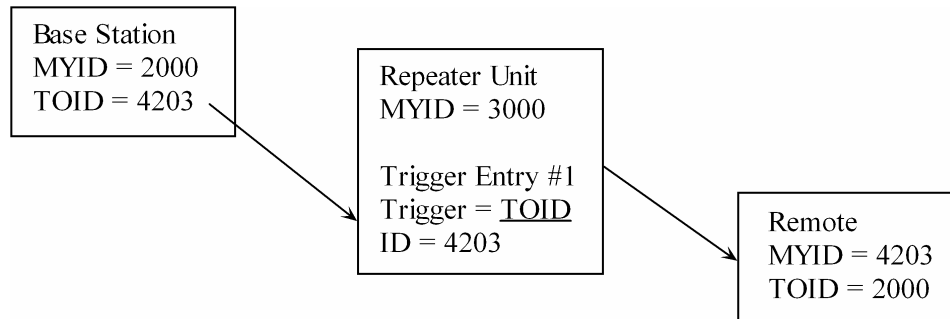 Base Station
MYID = 2000
TOID = 4203
Repeater Unit
MYID = 3000
Trigger Entry #1
Trigger = TOID
ID = 4203
Remote
MYID = 4203
TOID = 2000